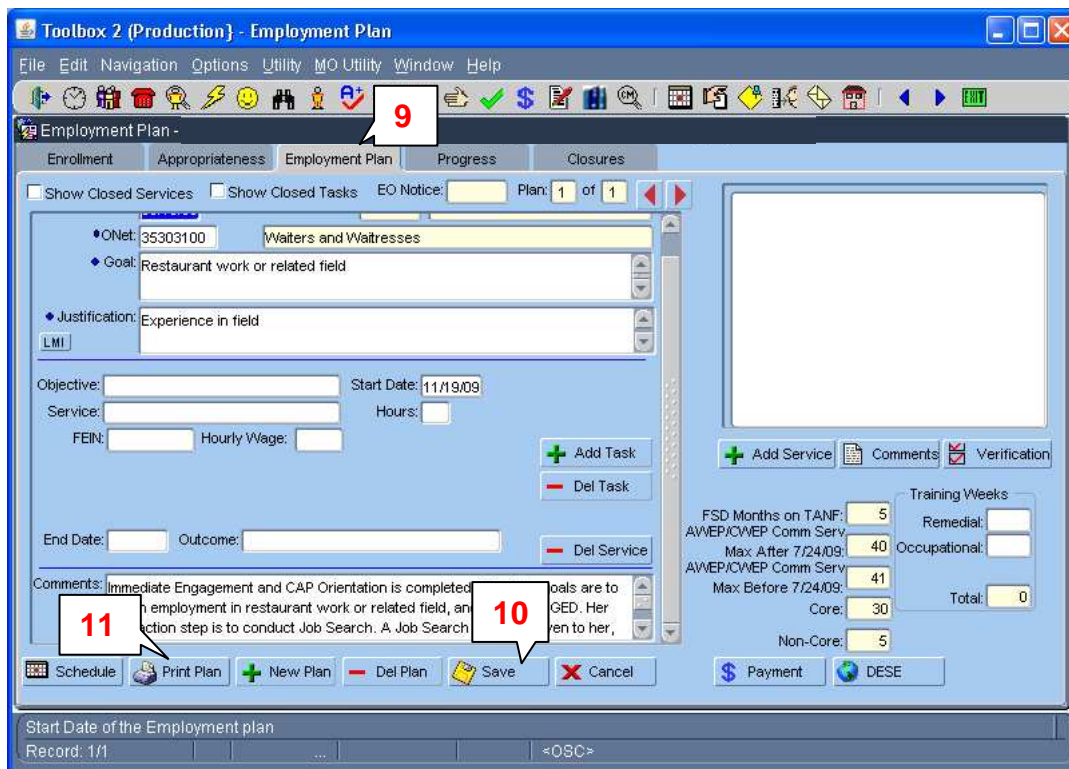 Toolbox 2 (Production} - Employment Plan
File Edit Navigation Options Utility MO Utility Window Help
A+ CM EXIT
9
Employment Plan -
Enrollment Appropriateness Employment Plan Progress Closures
Show Closed Services Show Closed Tasks EO Notice: Plan: 1 of 1
ONet: 35303100 Waiters and Waitresses
Goal: Restaurant work or related field
Justification: Experience in field
LMI
Objective: Start Date: 11/19/09
Service: Hours:
FEIN: Hourly Wage:
Add Task
Del Task
End Date: Outcome:
Del Service
Comments: Immediate Engagement and CAP Orientation is completed oals are to
employment in restaurant work or related field, an GED. Her
action step is to conduct Job Search. A Job Search ven to her,
11
10
Schedule Print Plan New Plan Del Plan Save Cancel
Add Service Comments Verification
FSD Months on TANF: 5
AWEP/CWEP Comm Serv
Max After 7/24/09: 40
AWEP/CWEP Comm Serv
Max Before 7/24/09: 41
Core: 30
Non-Core: 5
Training Weeks
Remedial:
Occupational:
Total: 0
Payment DESE
Start Date of the Employment plan
Record: 1/1 ... <OSC>